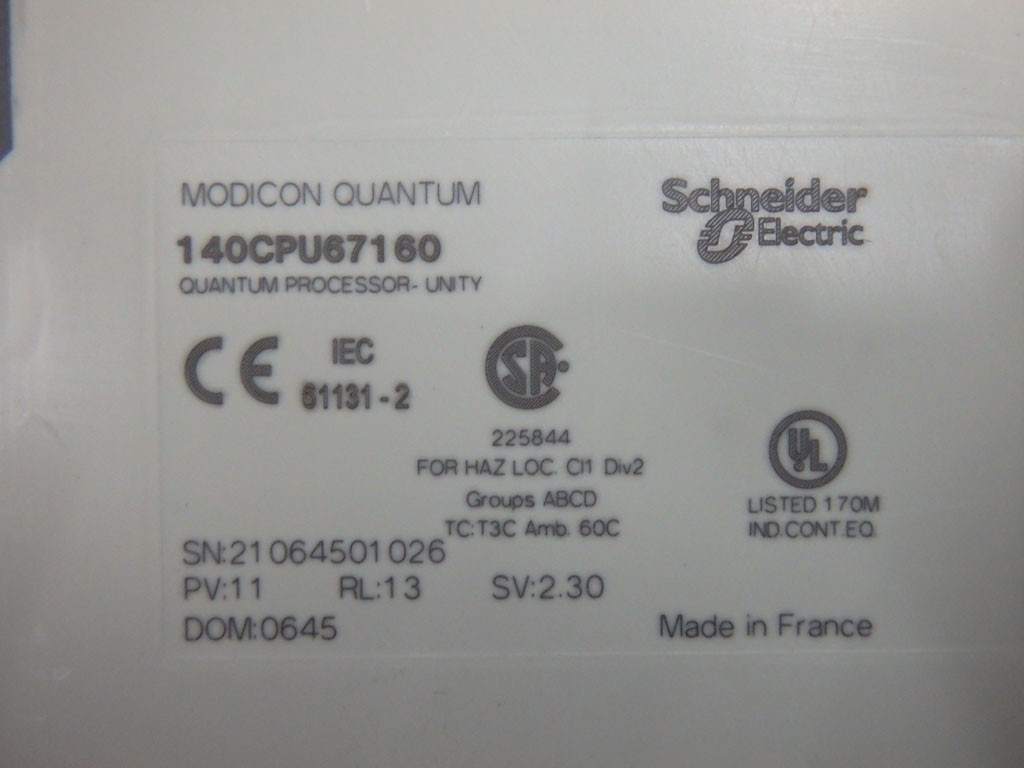 MODICON QUANTUM
Schneider
Electric
140CPU67160
QUANTUM PROCESSOR- UNITY
CE
IEC
61131-2
SA
225844
FOR HAZ LOC. Cl1 Div2
Groups ABCD
TC:T3C Amb. 60C
UL
LISTED 170M
IND.CONT.EQ.
SN:21064501026
PV:11 RL:13 SV:2.30
DOM:0645
Made in France